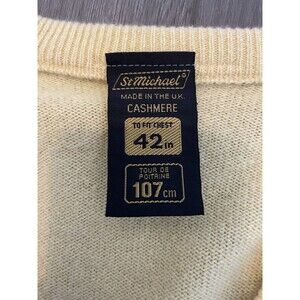 St Michael®
MADE IN THE U.K.
CASHMERE
TO FIT CHEST
42in
TOUR DE
POITRINE
107cm